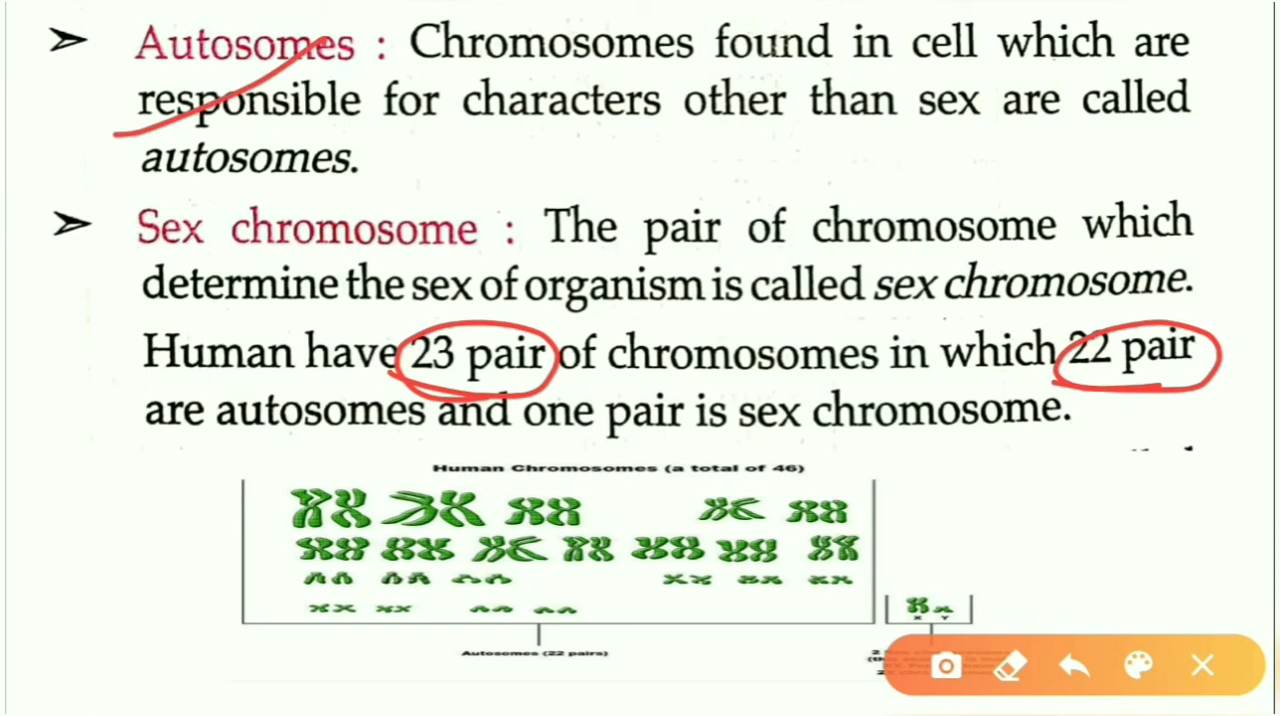 ➢ Autosomes : Chromosomes found in cell which are
responsible for characters other than sex are called
autosomes.
➢ Sex chromosome : The pair of chromosome which
determine the sex of organism is called sex chromosome.
Human have 23 pair of chromosomes in which 22 pair
are autosomes and one pair is sex chromosome.
Human Chromosomes (a total of 46)
X Y
Autosomes (22 pairs)
2